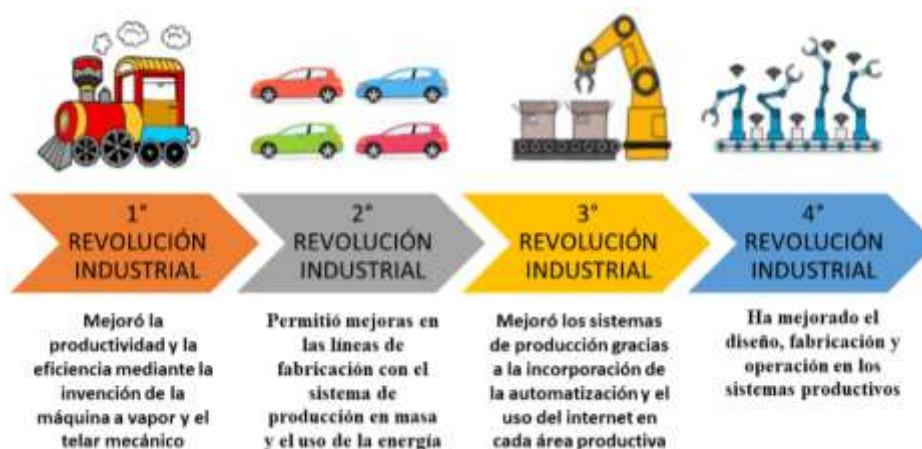 1°
REVOLUCIÓN
INDUSTRIAL
2°
REVOLUCIÓN
INDUSTRIAL
3°
REVOLUCIÓN
INDUSTRIAL
4°
REVOLUCIÓN
INDUSTRIAL
Mejoró la
productividad y la
eficiencia mediante la
invención de la
máquina a vapor y el
telar mecánico
Permitió mejoras en
las líneas de
fabricación con el
sistema de
producción en masa
y el uso de la energía
Mejoró los sistemas
de producción gracias
a la incorporación de
la automatización y el
uso del internet en
cada área productiva
Ha mejorado el
diseño, fabricación y
operación en los
sistemas productivos